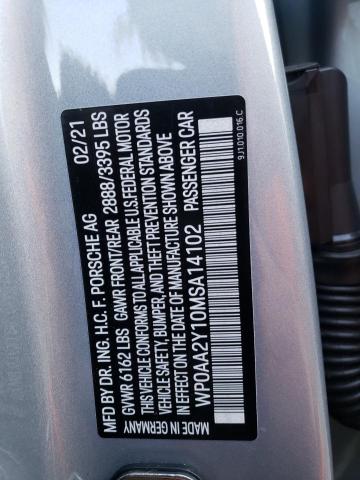 MFD BY DR. ING. H.C. F. PORSCHE AG 02/21
GVWR 6162 LBS GAWR FRONT/REAR 2888/3395 LBS
THIS VEHICLE CONFORMS TO ALL APPLICABLE U.S. FEDERAL MOTOR
VEHICLE SAFETY, BUMPER, AND THEFT PREVENTION STANDARDS
IN EFFECT ON THE DATE OF MANUFACTURE SHOWN ABOVE.
WP0AA2Y10MSA14102 PASSENGER CAR
MADE IN GERMANY
9J1.010.016.C